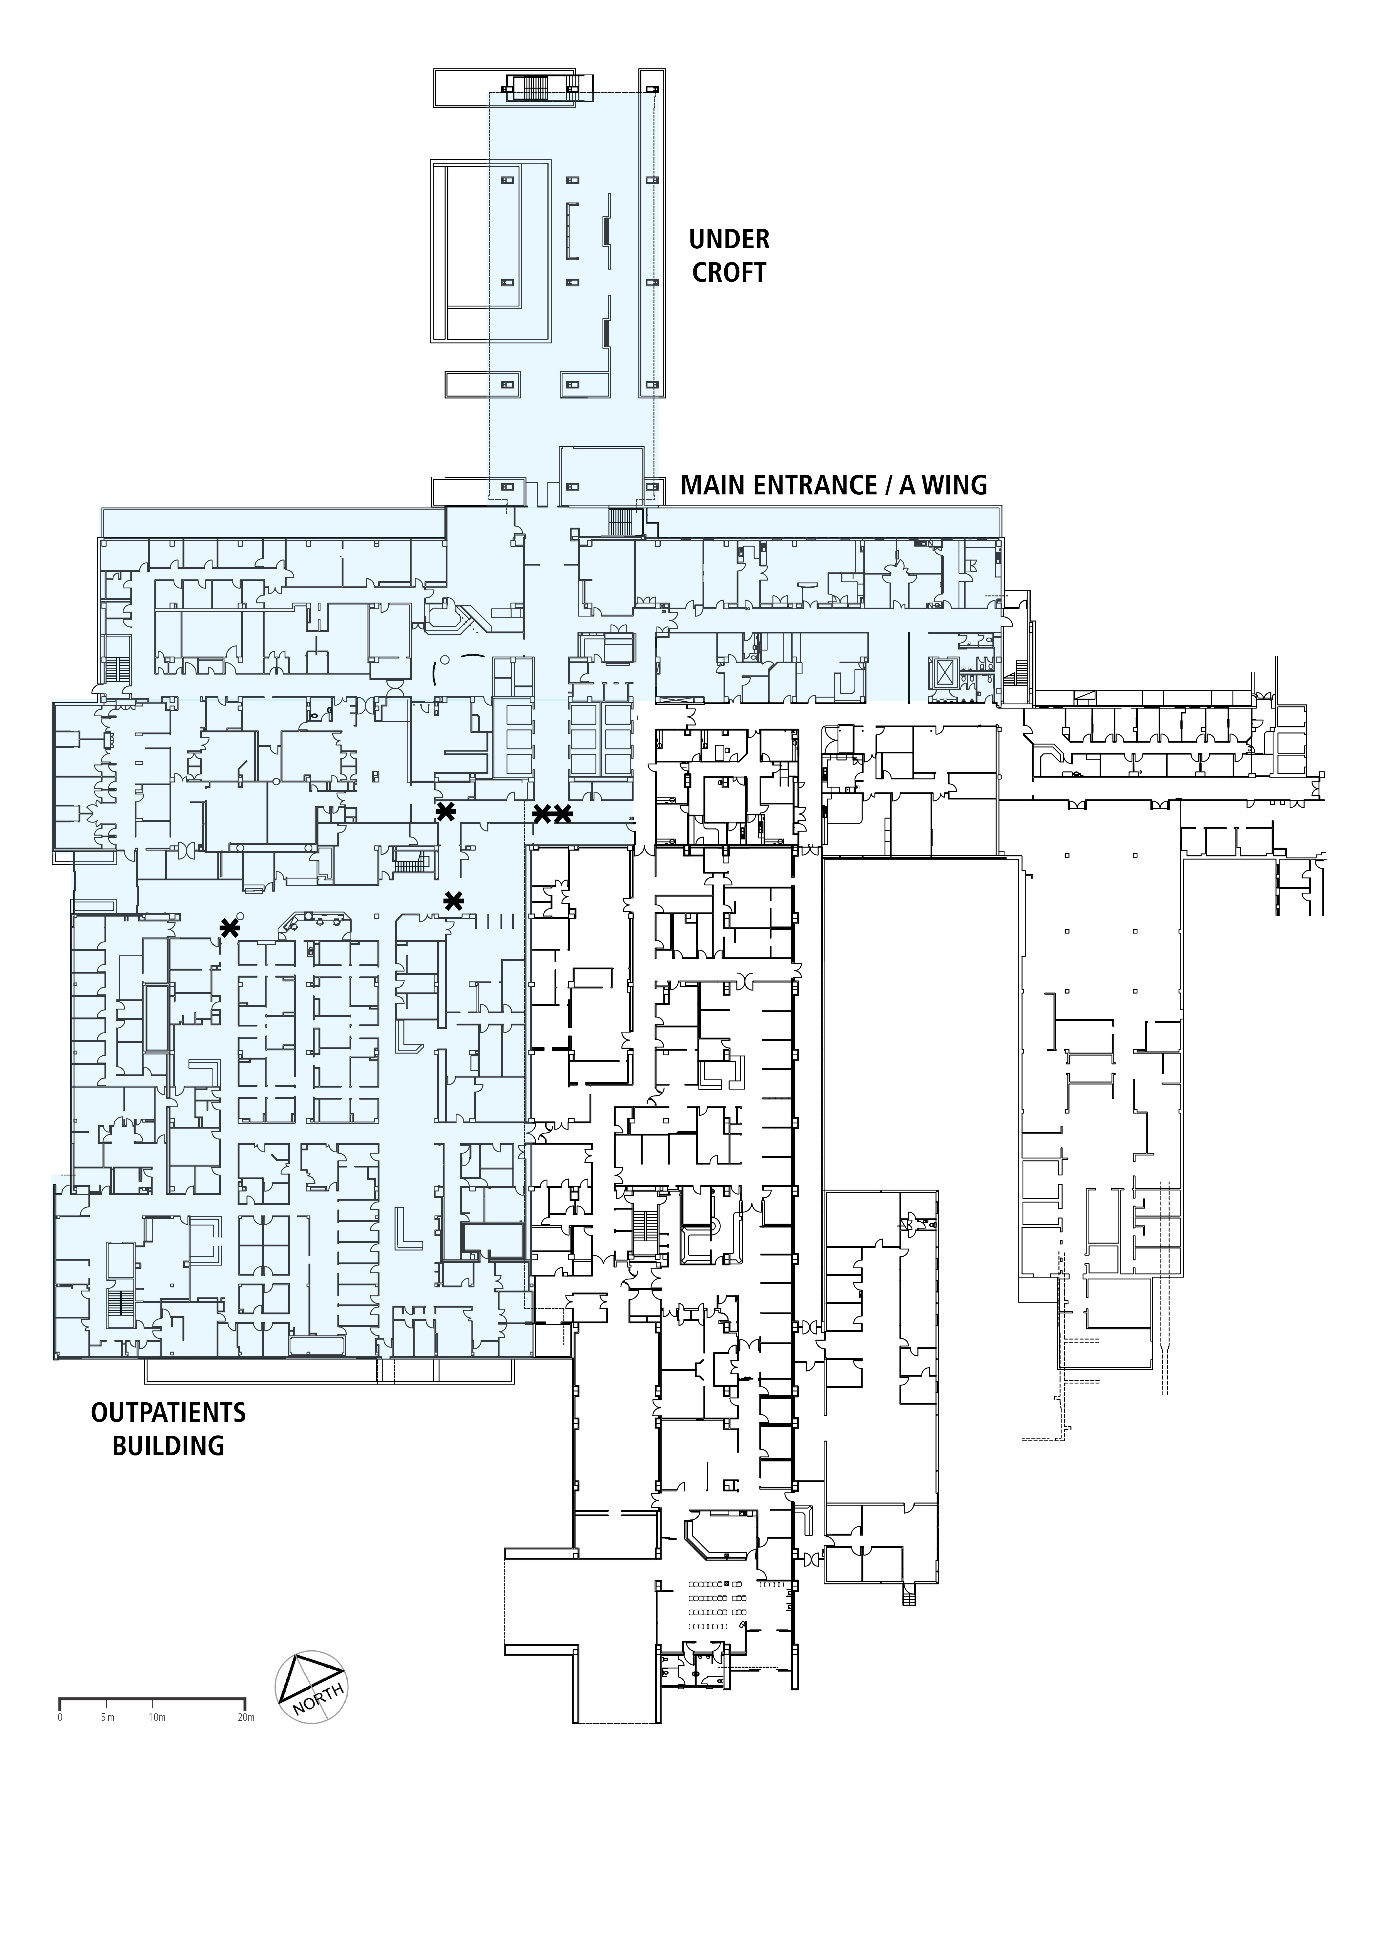 UNDER
CROFT
MAIN ENTRANCE / A WING
OUTPATIENTS
BUILDING
NORTH
0 5m 10m 20m